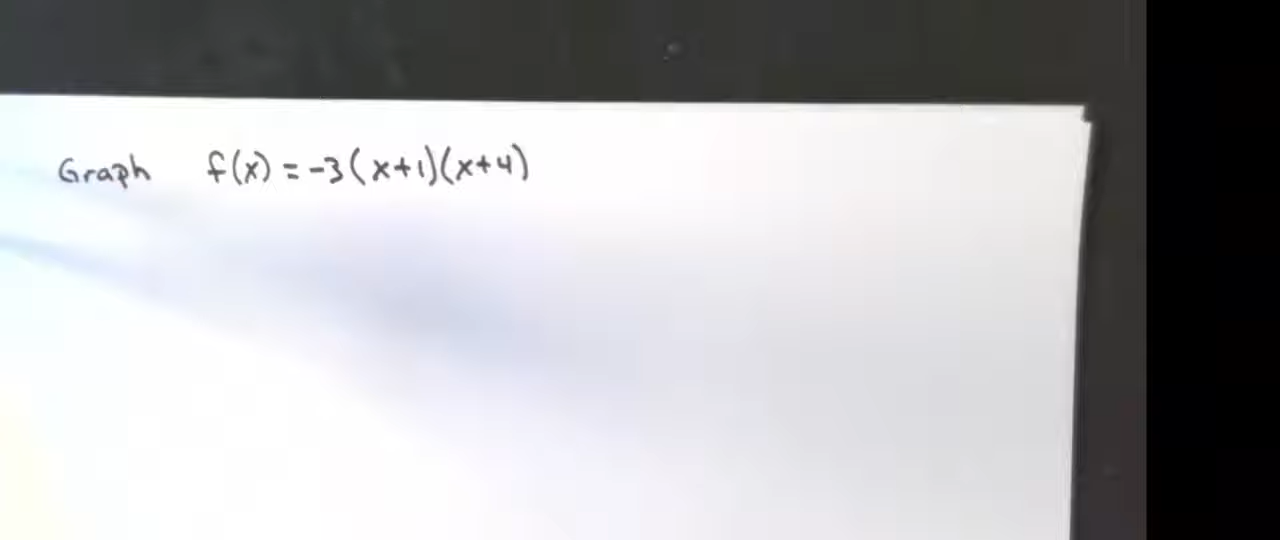 Graph f(x) = -3(x+1)(x+4)